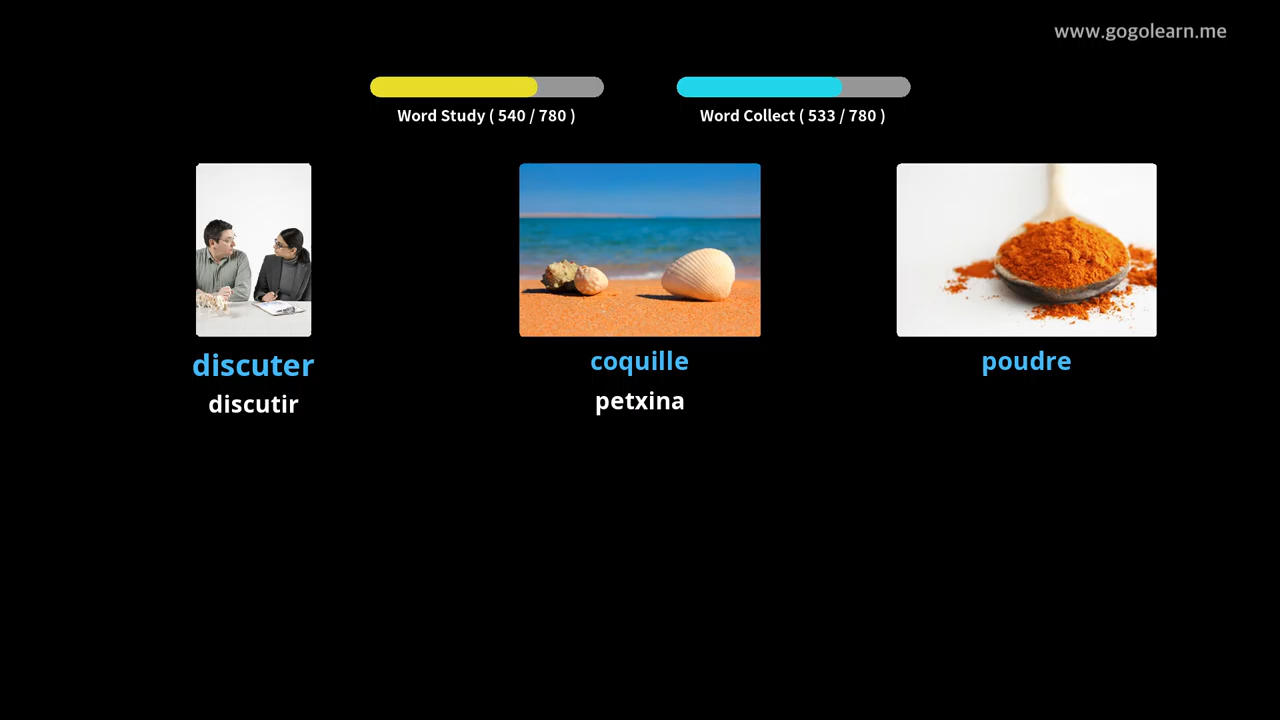 www.gogolearn.me
Word Study ( 540 / 780 )
Word Collect ( 533 / 780 )
discuter
coquille
poudre
discutir
petxina